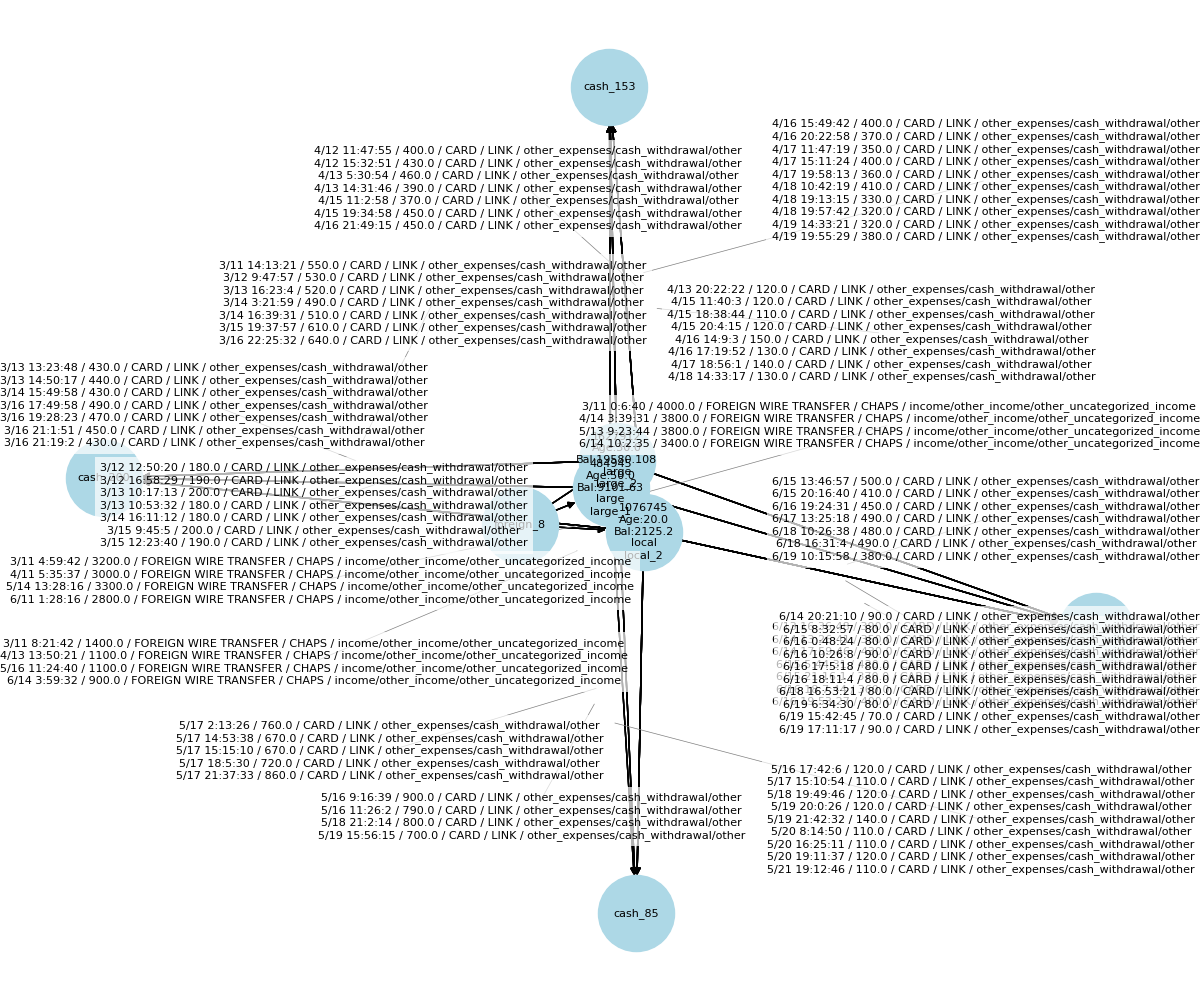 cash_153
4/12 11:47:55 / 400.0 / CARD / LINK / other_expenses/cash_withdrawal/other
4/12 15:32:51 / 430.0 / CARD / LINK / other_expenses/cash_withdrawal/other
4/13 5:30:54 / 460.0 / CARD / LINK / other_expenses/cash_withdrawal/other
4/13 14:31:46 / 390.0 / CARD / LINK / other_expenses/cash_withdrawal/other
4/15 11:2:58 / 370.0 / CARD / LINK / other_expenses/cash_withdrawal/other
4/15 19:34:58 / 450.0 / CARD / LINK / other_expenses/cash_withdrawal/other
4/16 21:49:15 / 450.0 / CARD / LINK / other_expenses/cash_withdrawal/other
4/16 15:49:42 / 400.0 / CARD / LINK / other_expenses/cash_withdrawal/other
4/16 20:22:58 / 370.0 / CARD / LINK / other_expenses/cash_withdrawal/other
4/17 11:47:19 / 350.0 / CARD / LINK / other_expenses/cash_withdrawal/other
4/17 15:11:24 / 400.0 / CARD / LINK / other_expenses/cash_withdrawal/other
4/17 19:58:13 / 360.0 / CARD / LINK / other_expenses/cash_withdrawal/other
4/18 10:42:19 / 410.0 / CARD / LINK / other_expenses/cash_withdrawal/other
4/18 19:13:15 / 330.0 / CARD / LINK / other_expenses/cash_withdrawal/other
4/18 19:57:42 / 320.0 / CARD / LINK / other_expenses/cash_withdrawal/other
4/19 14:33:21 / 320.0 / CARD / LINK / other_expenses/cash_withdrawal/other
4/19 19:55:29 / 380.0 / CARD / LINK / other_expenses/cash_withdrawal/other
3/11 14:13:21 / 550.0 / CARD / LINK / other_expenses/cash_withdrawal/other
3/12 9:47:57 / 530.0 / CARD / LINK / other_expenses/cash_withdrawal/other
3/13 16:23:4 / 520.0 / CARD / LINK / other_expenses/cash_withdrawal/other
3/14 3:21:59 / 490.0 / CARD / LINK / other_expenses/cash_withdrawal/other
3/14 16:39:31 / 510.0 / CARD / LINK / other_expenses/cash_withdrawal/other
3/15 19:37:57 / 610.0 / CARD / LINK / other_expenses/cash_withdrawal/other
3/16 22:25:32 / 640.0 / CARD / LINK / other_expenses/cash_withdrawal/other
4/13 20:22:22 / 120.0 / CARD / LINK / other_expenses/cash_withdrawal/other
4/15 11:40:3 / 120.0 / CARD / LINK / other_expenses/cash_withdrawal/other
4/15 18:38:44 / 110.0 / CARD / LINK / other_expenses/cash_withdrawal/other
4/15 20:4:15 / 120.0 / CARD / LINK / other_expenses/cash_withdrawal/other
4/16 14:9:3 / 150.0 / CARD / LINK / other_expenses/cash_withdrawal/other
4/16 17:19:52 / 130.0 / CARD / LINK / other_expenses/cash_withdrawal/other
4/17 18:56:1 / 140.0 / CARD / LINK / other_expenses/cash_withdrawal/other
4/18 14:33:17 / 130.0 / CARD / LINK / other_expenses/cash_withdrawal/other
3/13 13:23:48 / 430.0 / CARD / LINK / other_expenses/cash_withdrawal/other
3/13 14:50:17 / 440.0 / CARD / LINK / other_expenses/cash_withdrawal/other
3/14 15:49:58 / 430.0 / CARD / LINK / other_expenses/cash_withdrawal/other
3/16 17:49:58 / 490.0 / CARD / LINK / other_expenses/cash_withdrawal/other
3/16 19:28:23 / 470.0 / CARD / LINK / other_expenses/cash_withdrawal/other
3/16 21:1:51 / 450.0 / CARD / LINK / other_expenses/cash_withdrawal/other
3/16 21:19:2 / 430.0 / CARD / LINK / other_expenses/cash_withdrawal/other
3/11 0:6:40 / 4000.0 / FOREIGN WIRE TRANSFER / CHAPS / income/other_income/other_uncategorized_income
4/14 3:39:31 / 3800.0 / FOREIGN WIRE TRANSFER / CHAPS / income/other_income/other_uncategorized_income
5/13 9:23:44 / 3800.0 / FOREIGN WIRE TRANSFER / CHAPS / income/other_income/other_uncategorized_income
6/14 10:2:35 / 3400.0 / FOREIGN WIRE TRANSFER / CHAPS / income/other_income/other_uncategorized_income
Bal:19580.108
484945
large
Age:50.0
large
large_1
3/12 12:50:20 / 180.0 / CARD / LINK / other_expenses/cash_withdrawal/other
3/12 16:58:29 / 190.0 / CARD / LINK / other_expenses/cash_withdrawal/other
3/13 10:17:13 / 200.0 / CARD / LINK / other_expenses/cash_withdrawal/other
3/13 10:53:32 / 180.0 / CARD / LINK / other_expenses/cash_withdrawal/other
3/14 16:11:12 / 180.0 / CARD / LINK / other_expenses/cash_withdrawal/other
3/15 9:45:5 / 200.0 / CARD / LINK / other_expenses/cash_withdrawal/other
3/15 12:23:40 / 190.0 / CARD / LINK / other_expenses/cash_withdrawal/other
1076745
Age:20.0
Bal:2125.2
local
local_2
6/15 13:46:57 / 500.0 / CARD / LINK / other_expenses/cash_withdrawal/other
6/15 20:16:40 / 410.0 / CARD / LINK / other_expenses/cash_withdrawal/other
6/16 19:24:31 / 450.0 / CARD / LINK / other_expenses/cash_withdrawal/other
6/17 13:25:18 / 490.0 / CARD / LINK / other_expenses/cash_withdrawal/other
6/18 10:26:38 / 480.0 / CARD / LINK / other_expenses/cash_withdrawal/other
6/18 16:31:4 / 490.0 / CARD / LINK / other_expenses/cash_withdrawal/other
6/19 10:15:58 / 380.0 / CARD / LINK / other_expenses/cash_withdrawal/other
3/11 4:59:42 / 3200.0 / FOREIGN WIRE TRANSFER / CHAPS / income/other_income/other_uncategorized_income
4/11 5:35:37 / 3000.0 / FOREIGN WIRE TRANSFER / CHAPS / income/other_income/other_uncategorized_income
5/14 13:28:16 / 3300.0 / FOREIGN WIRE TRANSFER / CHAPS / income/other_income/other_uncategorized_income
6/11 1:28:16 / 2800.0 / FOREIGN WIRE TRANSFER / CHAPS / income/other_income/other_uncategorized_income
6/14 20:21:10 / 90.0 / CARD / LINK / other_expenses/cash_withdrawal/other
6/15 8:32:57 / 80.0 / CARD / LINK / other_expenses/cash_withdrawal/other
6/16 0:48:24 / 80.0 / CARD / LINK / other_expenses/cash_withdrawal/other
6/16 10:26:8 / 90.0 / CARD / LINK / other_expenses/cash_withdrawal/other
6/16 17:5:18 / 80.0 / CARD / LINK / other_expenses/cash_withdrawal/other
6/16 18:11:4 / 80.0 / CARD / LINK / other_expenses/cash_withdrawal/other
6/18 16:53:21 / 80.0 / CARD / LINK / other_expenses/cash_withdrawal/other
6/19 6:34:30 / 80.0 / CARD / LINK / other_expenses/cash_withdrawal/other
6/19 15:42:45 / 70.0 / CARD / LINK / other_expenses/cash_withdrawal/other
6/19 17:11:17 / 90.0 / CARD / LINK / other_expenses/cash_withdrawal/other
3/11 8:21:42 / 1400.0 / FOREIGN WIRE TRANSFER / CHAPS / income/other_income/other_uncategorized_income
4/13 13:50:21 / 1100.0 / FOREIGN WIRE TRANSFER / CHAPS / income/other_income/other_uncategorized_income
5/16 11:24:40 / 1100.0 / FOREIGN WIRE TRANSFER / CHAPS / income/other_income/other_uncategorized_income
6/14 3:59:32 / 900.0 / FOREIGN WIRE TRANSFER / CHAPS / income/other_income/other_uncategorized_income
5/17 2:13:26 / 760.0 / CARD / LINK / other_expenses/cash_withdrawal/other
5/17 14:53:38 / 670.0 / CARD / LINK / other_expenses/cash_withdrawal/other
5/17 15:15:10 / 670.0 / CARD / LINK / other_expenses/cash_withdrawal/other
5/17 18:5:30 / 720.0 / CARD / LINK / other_expenses/cash_withdrawal/other
5/17 21:37:33 / 860.0 / CARD / LINK / other_expenses/cash_withdrawal/other
5/16 17:42:6 / 120.0 / CARD / LINK / other_expenses/cash_withdrawal/other
5/17 15:10:54 / 110.0 / CARD / LINK / other_expenses/cash_withdrawal/other
5/18 19:49:46 / 120.0 / CARD / LINK / other_expenses/cash_withdrawal/other
5/19 20:0:26 / 120.0 / CARD / LINK / other_expenses/cash_withdrawal/other
5/19 21:42:32 / 140.0 / CARD / LINK / other_expenses/cash_withdrawal/other
5/20 8:14:50 / 110.0 / CARD / LINK / other_expenses/cash_withdrawal/other
5/20 16:25:11 / 110.0 / CARD / LINK / other_expenses/cash_withdrawal/other
5/20 19:11:37 / 120.0 / CARD / LINK / other_expenses/cash_withdrawal/other
5/21 19:12:46 / 110.0 / CARD / LINK / other_expenses/cash_withdrawal/other
5/16 9:16:39 / 900.0 / CARD / LINK / other_expenses/cash_withdrawal/other
5/16 11:26:2 / 790.0 / CARD / LINK / other_expenses/cash_withdrawal/other
5/18 21:2:14 / 800.0 / CARD / LINK / other_expenses/cash_withdrawal/other
5/19 15:56:15 / 700.0 / CARD / LINK / other_expenses/cash_withdrawal/other
cash_85